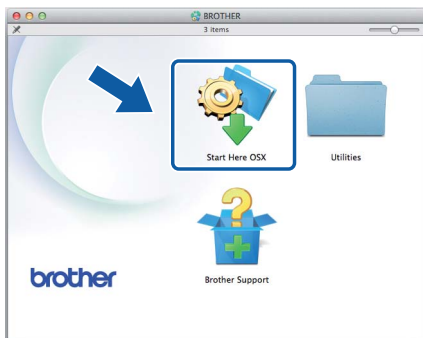 BROTHER
3 items
Start Here OSX
Utilities
Brother Support
brother